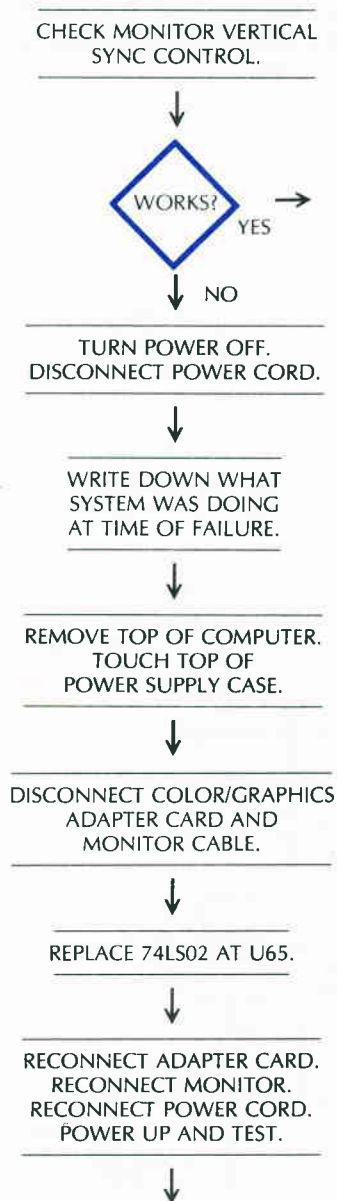 CHECK MONITOR VERTICAL
SYNC CONTROL.
WORKS?
YES
NO
TURN POWER OFF.
DISCONNECT POWER CORD.
WRITE DOWN WHAT
SYSTEM WAS DOING
AT TIME OF FAILURE.
REMOVE TOP OF COMPUTER.
TOUCH TOP OF
POWER SUPPLY CASE.
DISCONNECT COLOR/GRAPHICS
ADAPTER CARD AND
MONITOR CABLE.
REPLACE 74LS02 AT U65.
RECONNECT ADAPTER CARD.
RECONNECT MONITOR.
RECONNECT POWER CORD.
POWER UP AND TEST.